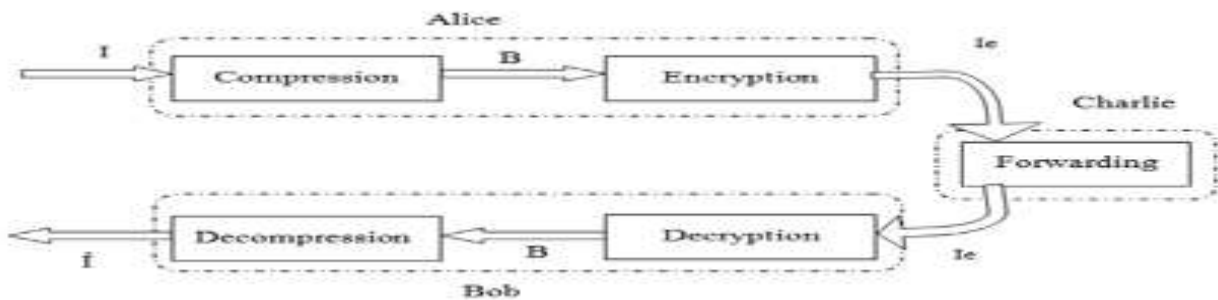 Alice
I
B
Ie
Compression
Encryption
Charlie
Forwarding
Decompression
Decryption
Î
B
Ie
Bob